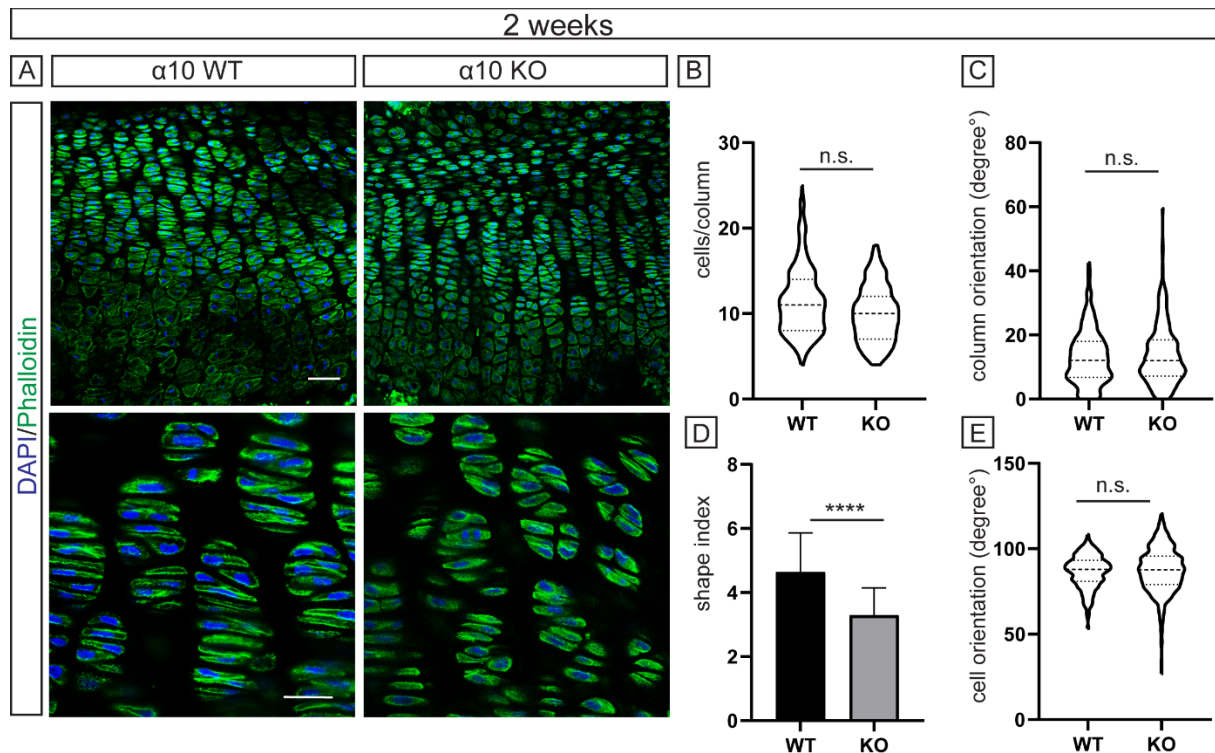 2 weeks
A
α10 WT
α10 KO
DAPI/Phalloidin
B
cells/column
30
20
10
0
n.s.
WT
KO
C
column orientation (degree°)
80
60
40
20
0
n.s.
WT
KO
D
shape index
8
6
4
2
0
****
WT
KO
E
cell orientation (degree°)
150
100
50
0
n.s.
WT
KO